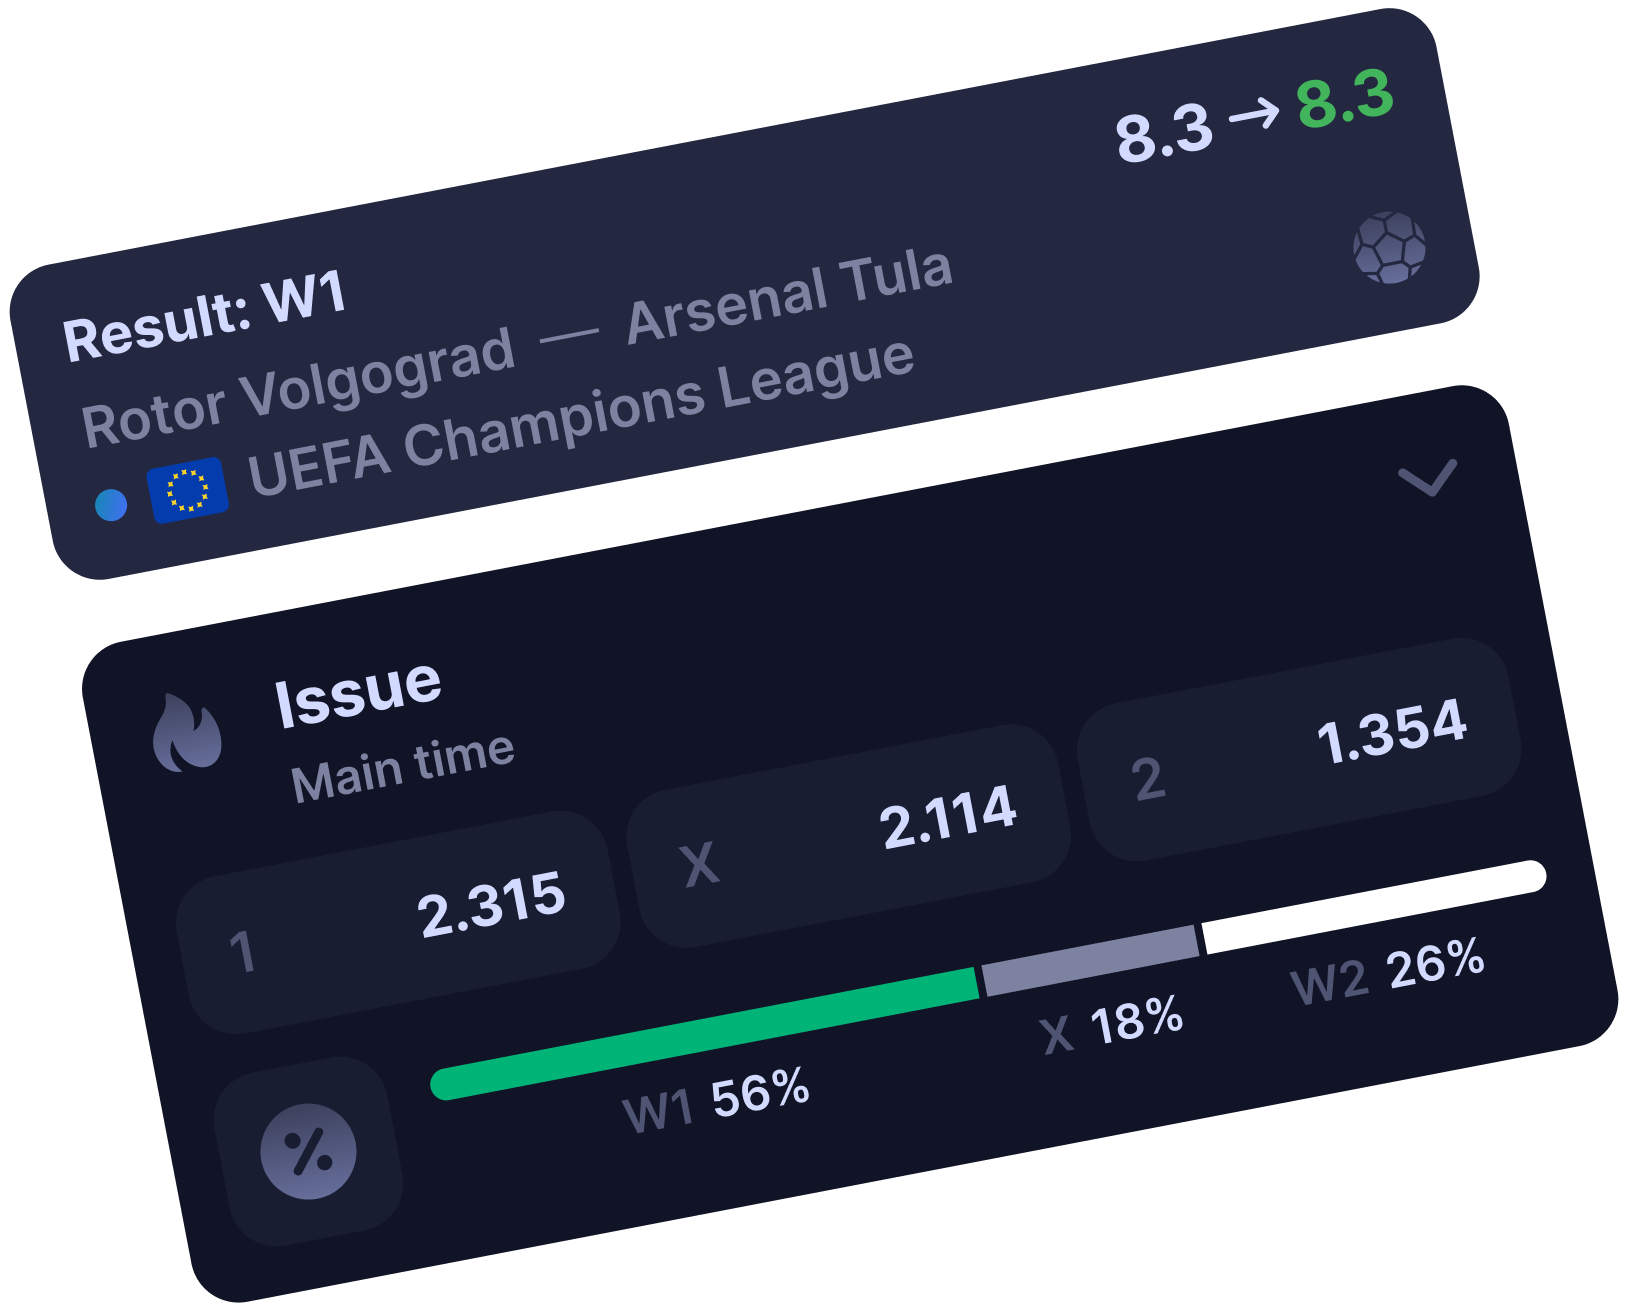 8.3 → 8.3
Result: W1
Rotor Volgograd — Arsenal Tula
UEFA Champions League
Issue
Main time
1 2.315
X 2.114
2 1.354
W1 56%
X 18%
W2 26%
%